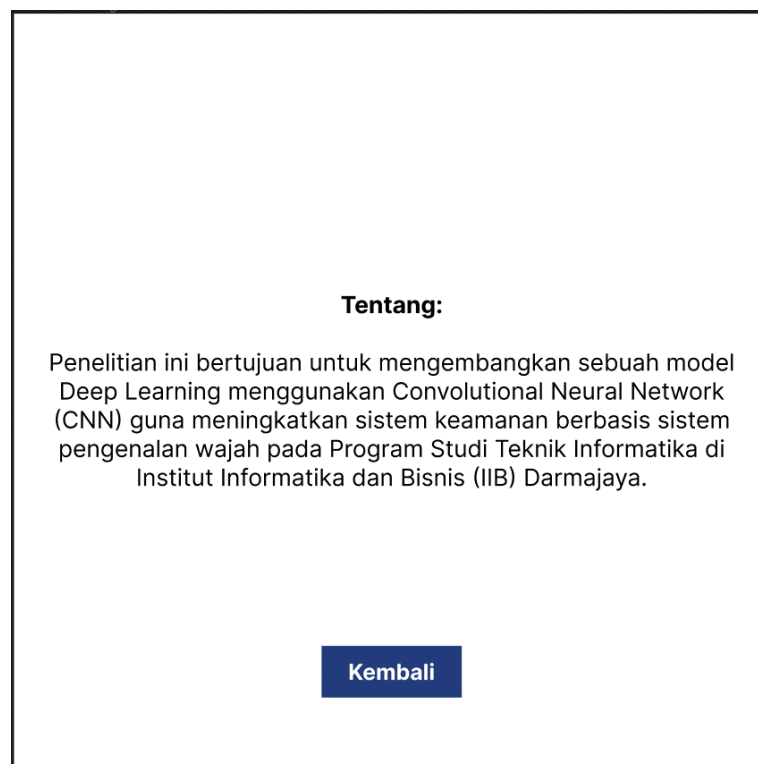 Tentang:
Penelitian ini bertujuan untuk mengembangkan sebuah model
Deep Learning menggunakan Convolutional Neural Network
(CNN) guna meningkatkan sistem keamanan berbasis sistem
pengenalan wajah pada Program Studi Teknik Informatika di
Institut Informatika dan Bisnis (IIB) Darmajaya.
Kembali